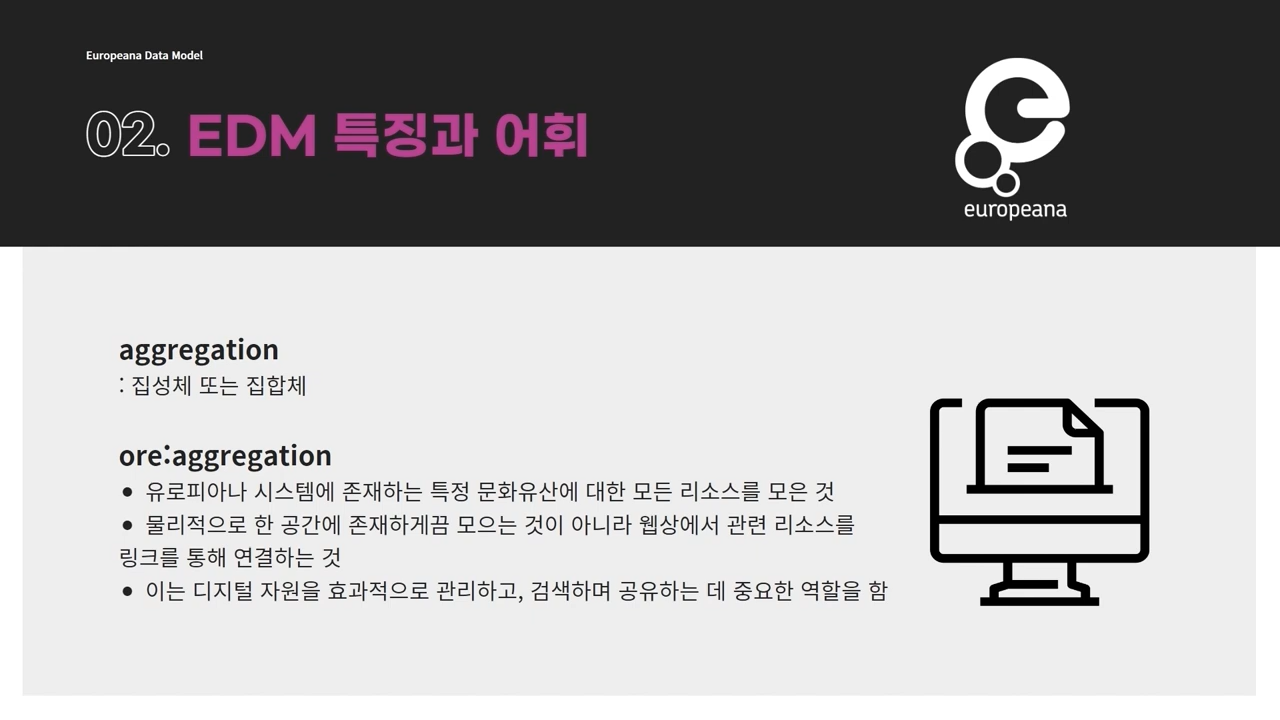 Europeana Data Model
02. EDM 특징과 어휘
europeana
aggregation
: 집성체 또는 집합체
ore:aggregation
● 유로피아나 시스템에 존재하는 특정 문화유산에 대한 모든 리소스를 모은 것
● 물리적으로 한 공간에 존재하게끔 모으는 것이 아니라 웹상에서 관련 리소스를
링크를 통해 연결하는 것
● 이는 디지털 자원을 효과적으로 관리하고, 검색하며 공유하는 데 중요한 역할을 함